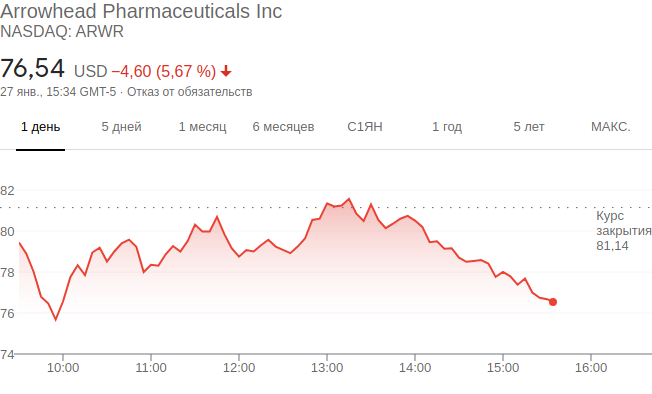 Arrowhead Pharmaceuticals Inc
NASDAQ: ARWR
76,54 USD −4,60 (5,67 %)
27 янв., 15:34 GMT-5 · Отказ от обязательств
1 день 5 дней 1 месяц 6 месяцев С1ЯН 1 год 5 лет МАКС.
82
Курс
80
закрытия
81,14
78
76
74
10:00 11:00 12:00 13:00 14:00 15:00 16:00